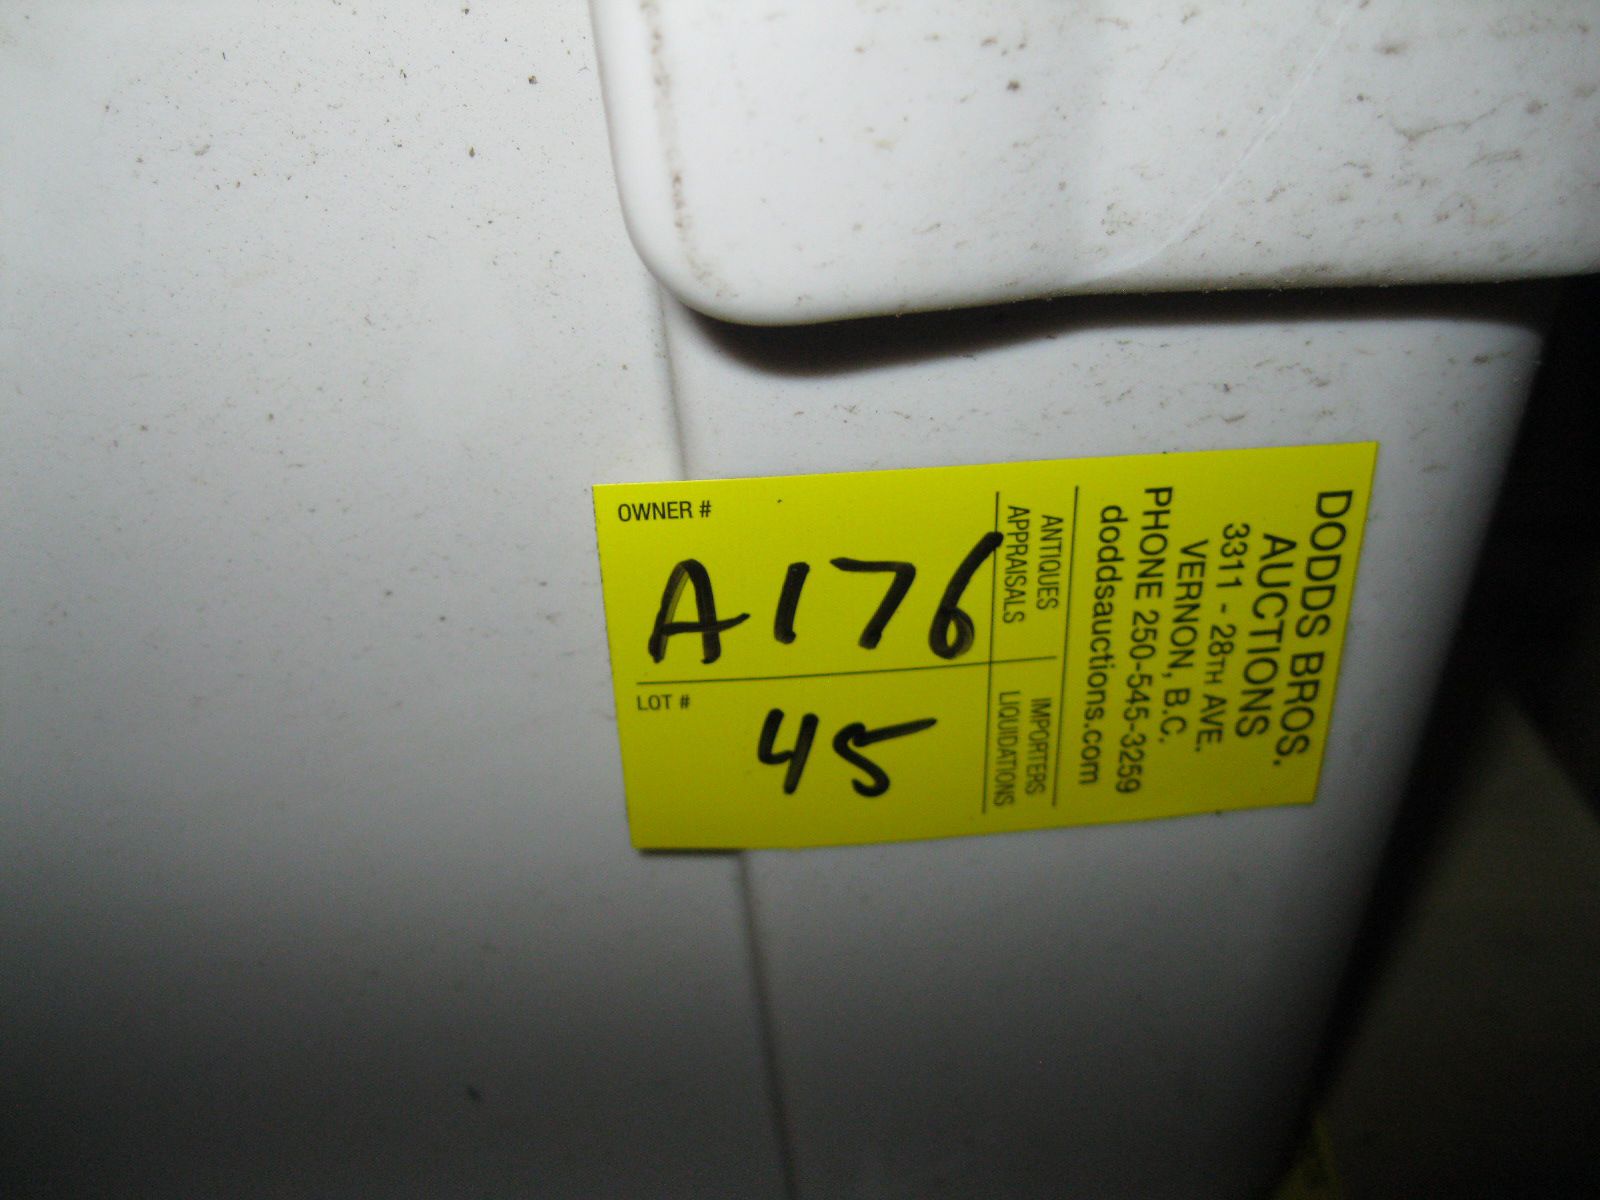 OWNER #
A176
LOT #
45
ANTIQUES
APPRAISALS
IMPORTERS
LIQUIDATIONS
DODDS BROS.
AUCTIONS
3311 - 28TH AVE.
VERNON, B.C.
PHONE 250-545-3259
doddsauctions.com